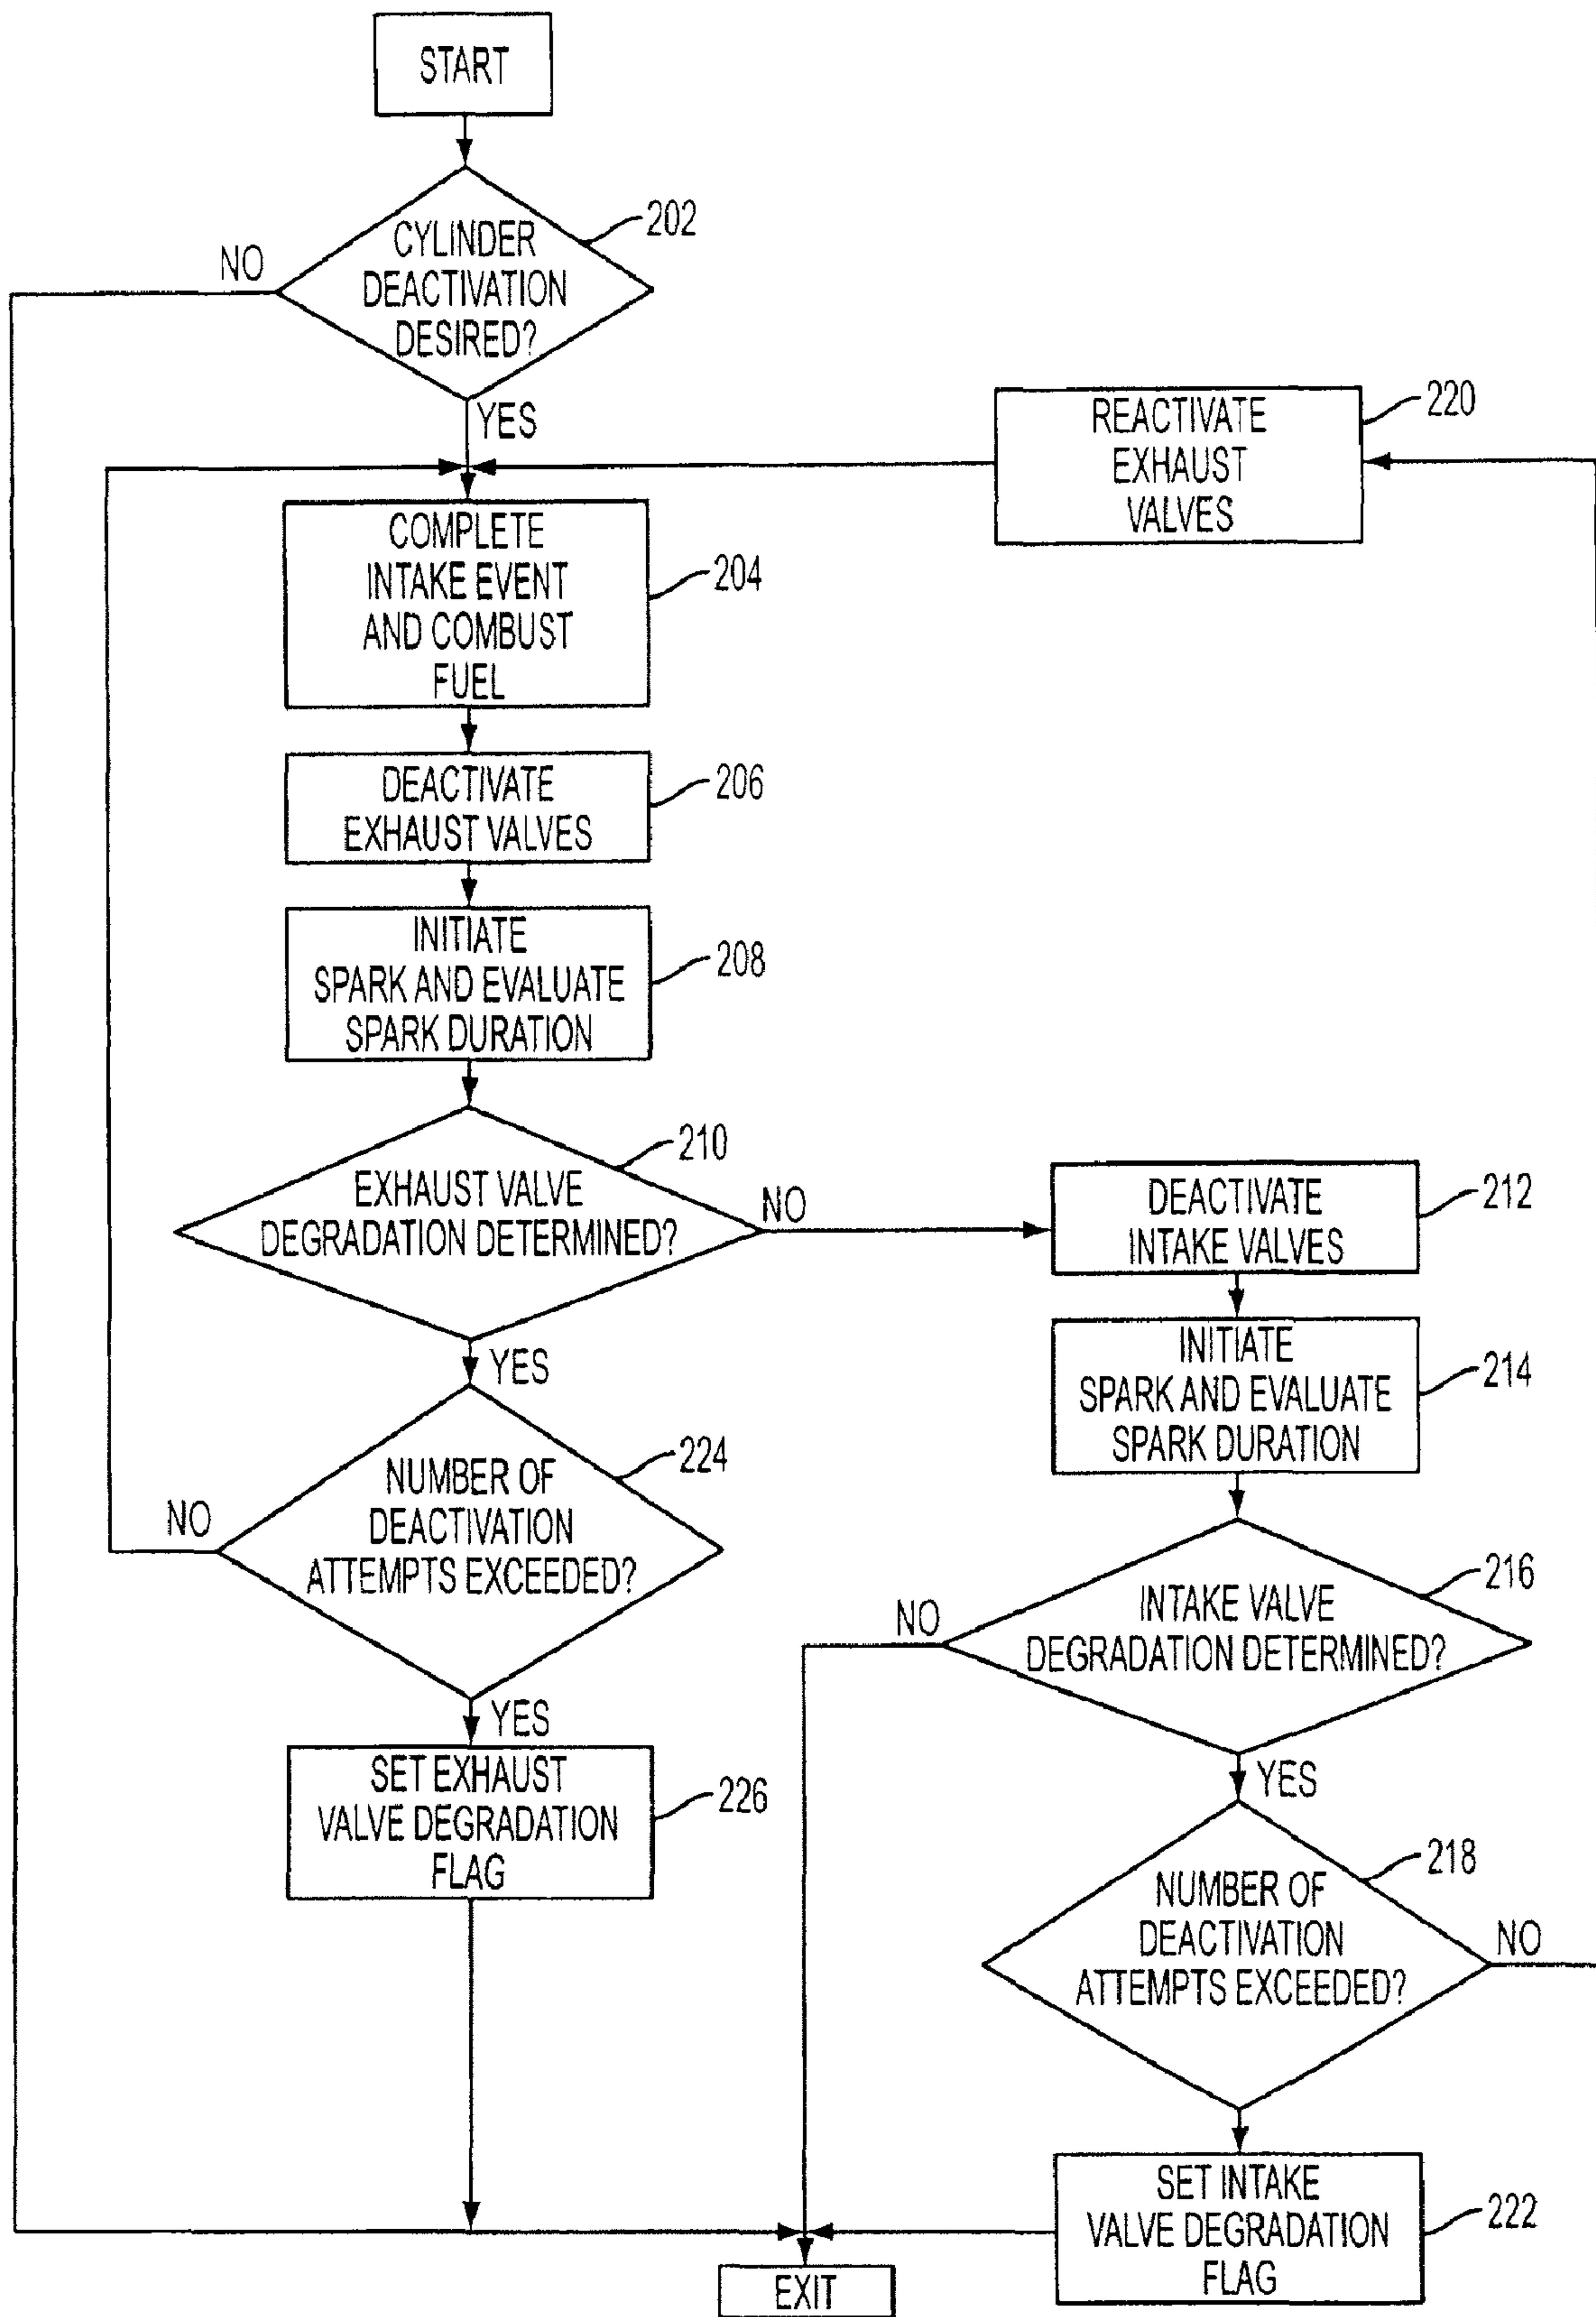 START
CYLINDER
DEACTIVATION
DESIRED?
202
NO
YES
REACTIVATE
EXHAUST
VALVES
220
COMPLETE
INTAKE EVENT
AND COMBUST
FUEL
204
DEACTIVATE
EXHAUST VALVES
206
INITIATE
SPARK AND EVALUATE
SPARK DURATION
208
EXHAUST VALVE
DEGRADATION DETERMINED?
210
NO
YES
DEACTIVATE
INTAKE VALVES
212
INITIATE
SPARK AND EVALUATE
SPARK DURATION
214
NUMBER OF
DEACTIVATION
ATTEMPTS EXCEEDED?
224
NO
YES
INTAKE VALVE
DEGRADATION DETERMINED?
216
NO
YES
SET EXHAUST
VALVE DEGRADATION
FLAG
226
NUMBER OF
DEACTIVATION
ATTEMPTS EXCEEDED?
218
NO
SET INTAKE
VALVE DEGRADATION
FLAG
222
EXIT